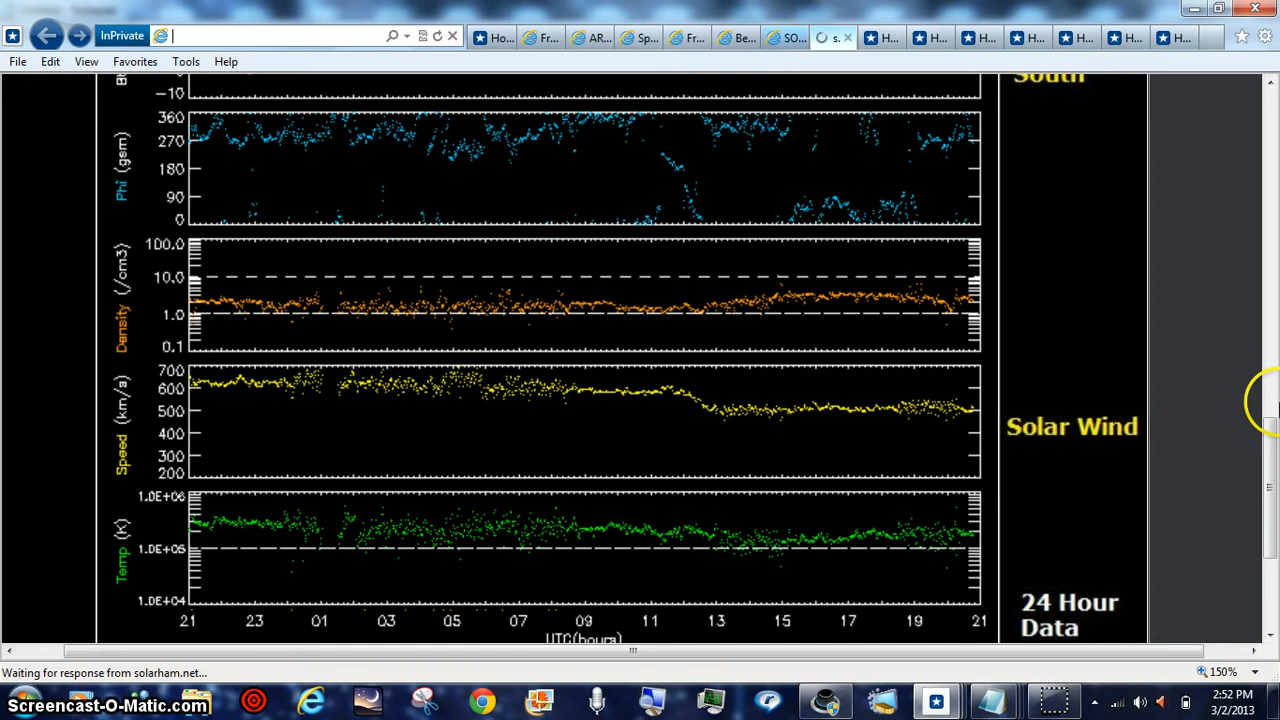 InPrivate
Ho...
Fr...
AR...
Sp...
Fr...
Be...
SO...
s.
H...
H...
H...
H...
H...
H...
H...
File Edit View Favorites Tools Help
South
-10
360
270
180
90
0
Phi (gsm)
100.0
10.0
1.0
0.1
Density (/cm3)
700
600
500
400
300
200
Speed (km/s)
Solar Wind
1.0E+06
1.0E+05
1.0E+04
Temp (K)
21 23 01 03 05 07 09 11 13 15 17 19 21
UTC(hours)
24 Hour
Data
Waiting for response from solarham.net...
150%
Screencast-O-Matic.com
2:52 PM
3/2/2013